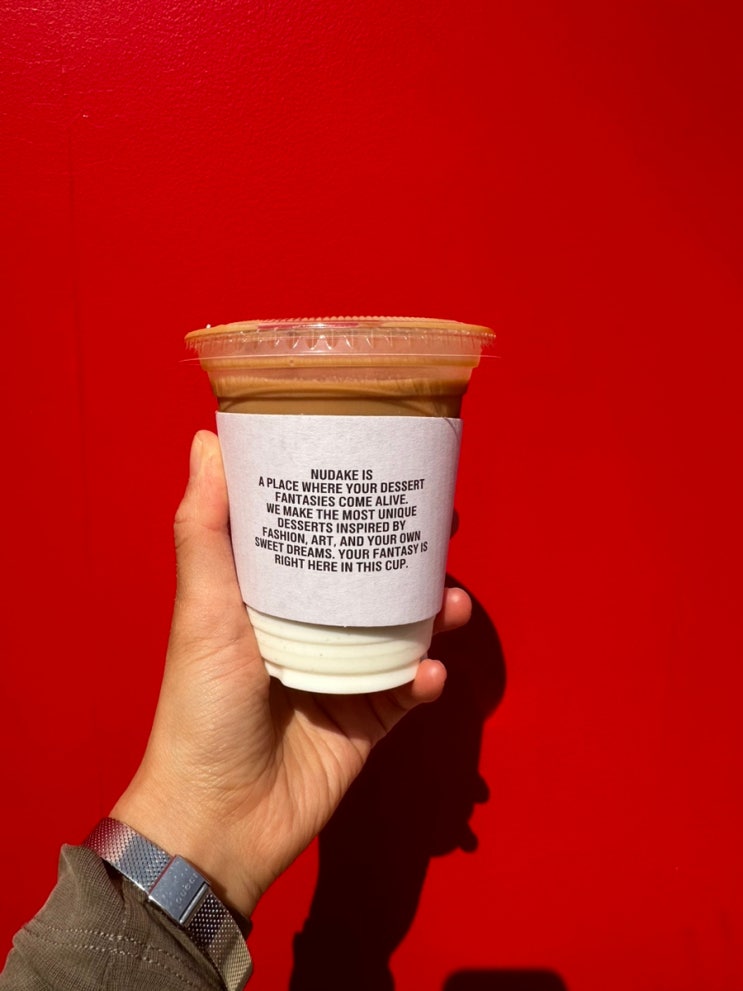 NUDAKE IS
A PLACE WHERE YOUR DESSERT
FANTASIES COME ALIVE.
WE MAKE THE MOST UNIQUE
DESSERTS INSPIRED BY
FASHION, ART, AND YOUR OWN
SWEET DREAMS. YOUR FANTASY IS
RIGHT HERE IN THIS CUP.